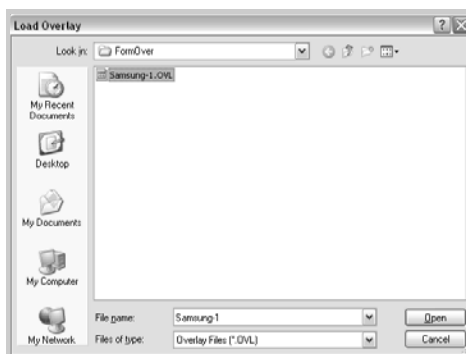 Load Overlay
Look in: FormOver
Samsung-1.OVL
My Recent
Documents
Desktop
My Documents
My Computer
My Network
File name: Samsung-1 Open
Files of type: Overlay Files (*.OVL) Cancel